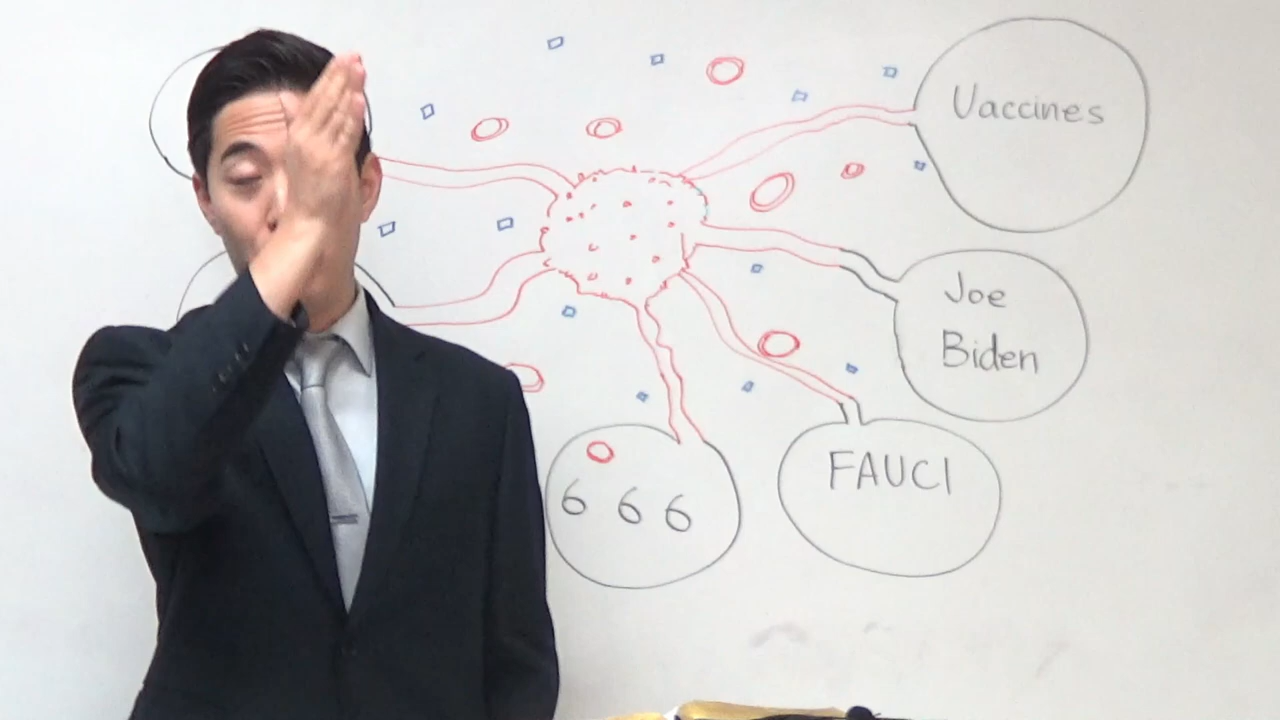 Vaccines
Joe
Biden
FAUCI
6 6 6